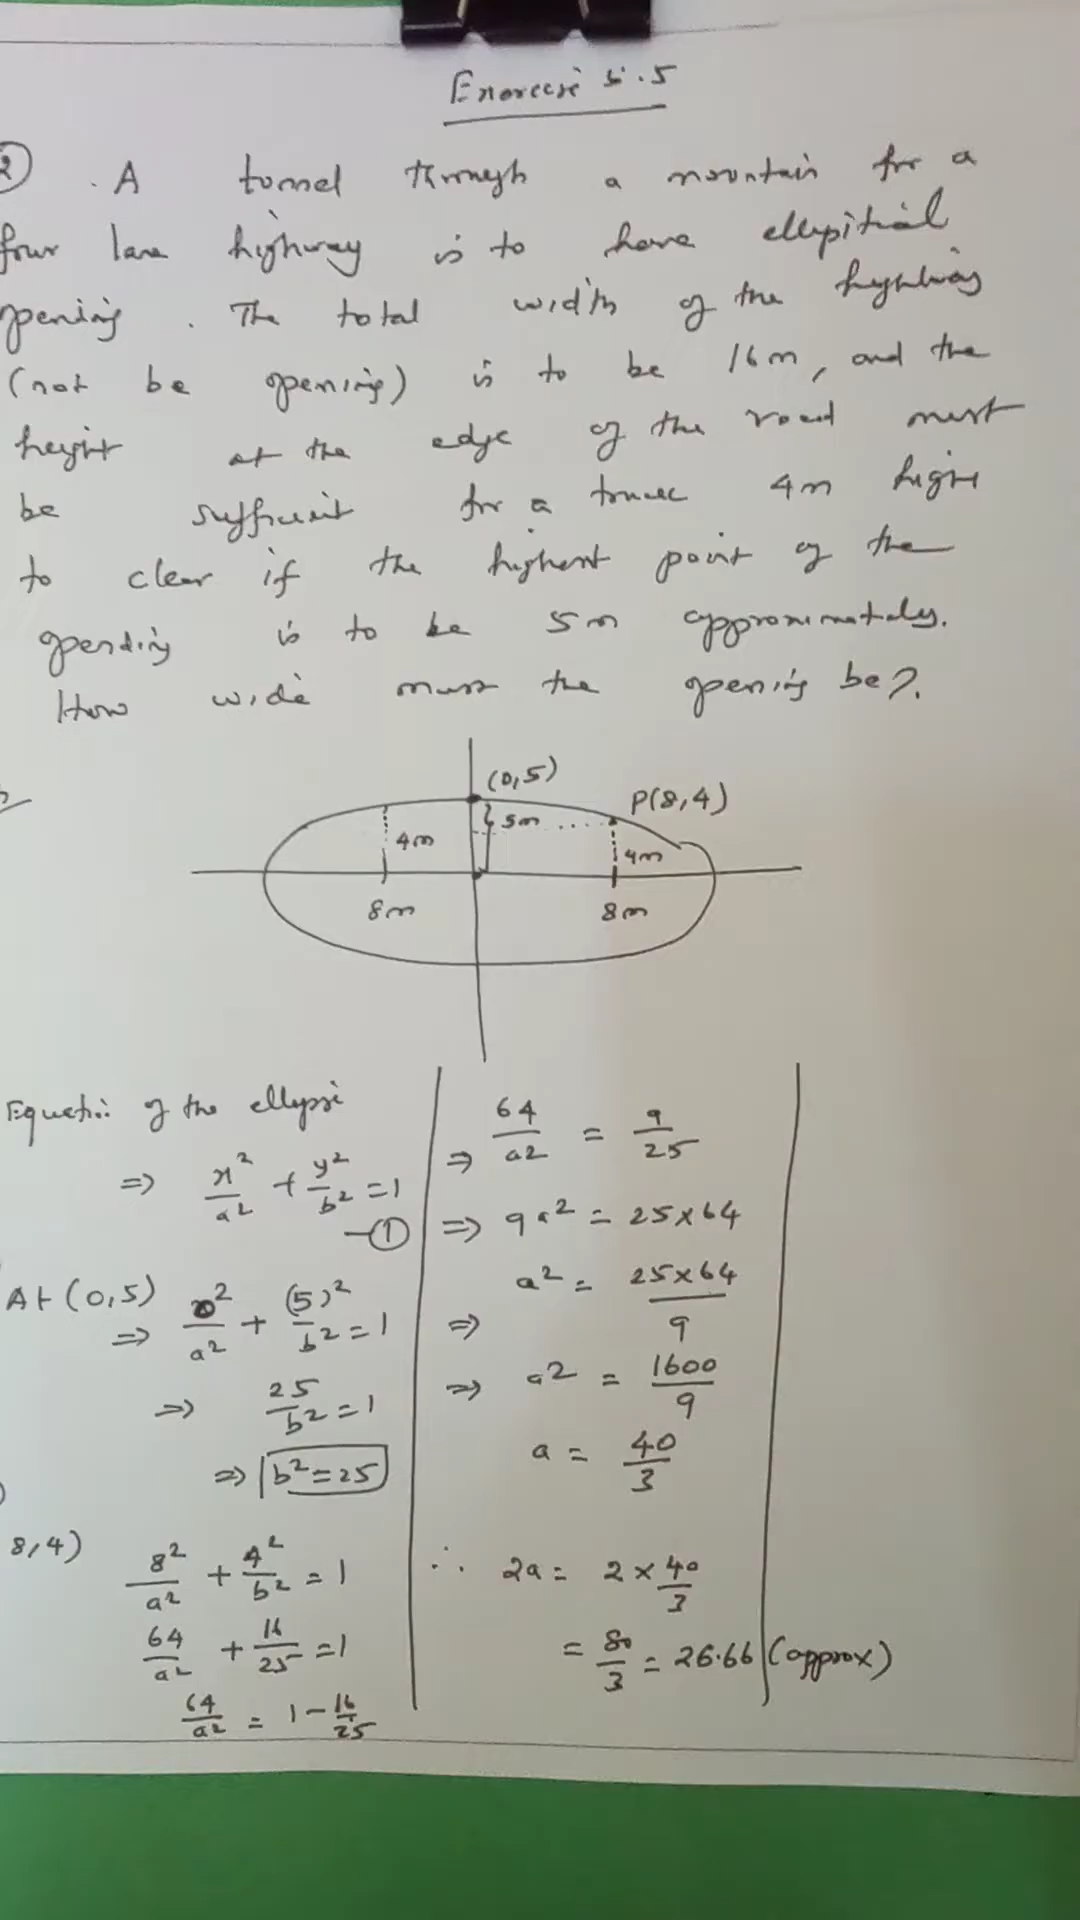 Exercise 5.5
2) . A tunnel through a mountain for a
four lane highway is to have ellepitical
opening . The total width of the highway
(not be opening) is to be 16m, and the
height at the edge of the road must
be sufficient for a truck 4m high
to clear if the highest point of the
opening is to be 5m approximately.
How wide must the opening be?.
(0,5)
P(8,4)
5m
4m
4m
8m
8m
Equation of the ellipse
⇒ x²/a² + y²/b² = 1
—①
At (0,5)
⇒ 0²/a² + (5)²/b² = 1
⇒ 25/b² = 1
⇒ b² = 25
8,4)
8²/a² + 4²/b² = 1
64/a² + 16/25 = 1
64/a² = 1 - 16/25
⇒ 64/a² = 9/25
⇒ 9a² = 25×64
⇒ a² = 25×64/9
⇒ a² = 1600/9
a = 40/3
∴ 2a = 2 × 40/3
= 80/3 = 26.66 (approx)